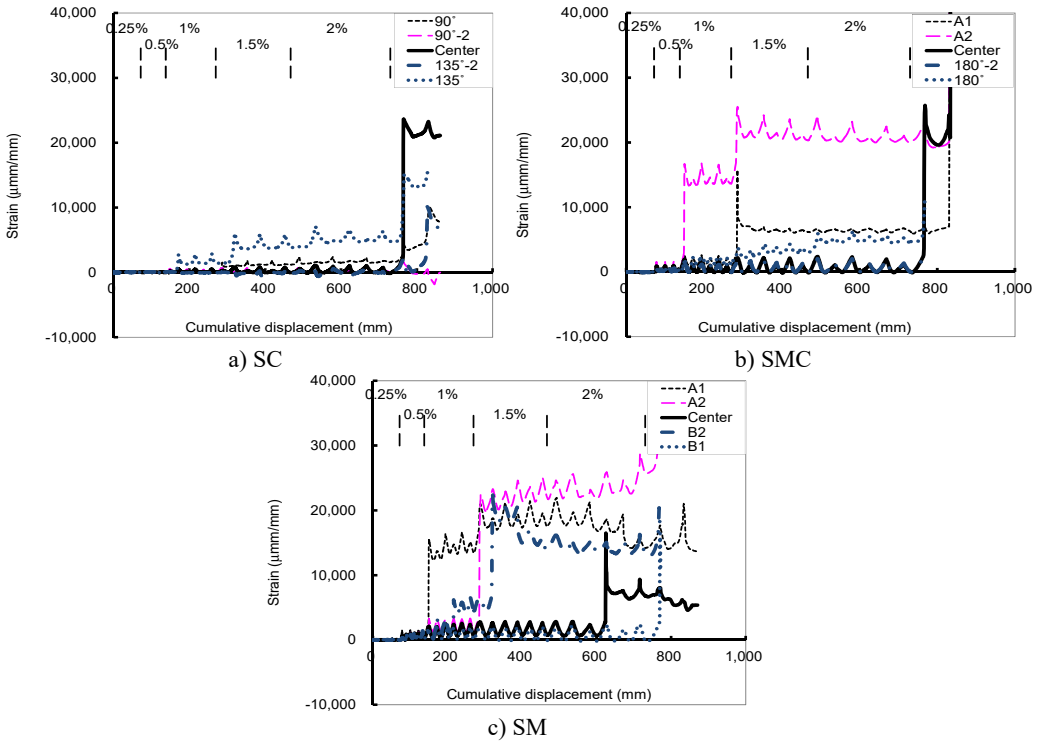 40,000
30,000
20,000
10,000
0
-10,000
Strain (μmm/mm)
0.25%
1%
2%
0.5%
1.5%
90˚
90˚-2
Center
135˚-2
135˚
0 200 400 600 800 1,000
Cumulative displacement (mm)
a) SC
40,000
30,000
20,000
10,000
0
-10,000
Strain (μmm/mm)
0.25%
1%
2%
0.5%
1.5%
A1
A2
Center
180˚-2
180˚
0 200 400 600 800 1,000
Cumulative displacement (mm)
b) SMC
40,000
30,000
20,000
10,000
0
-10,000
Strain (μmm/mm)
0.25%
1%
2%
0.5%
1.5%
A1
A2
Center
B2
B1
0 200 400 600 800 1,000
Cumulative displacement (mm)
c) SM